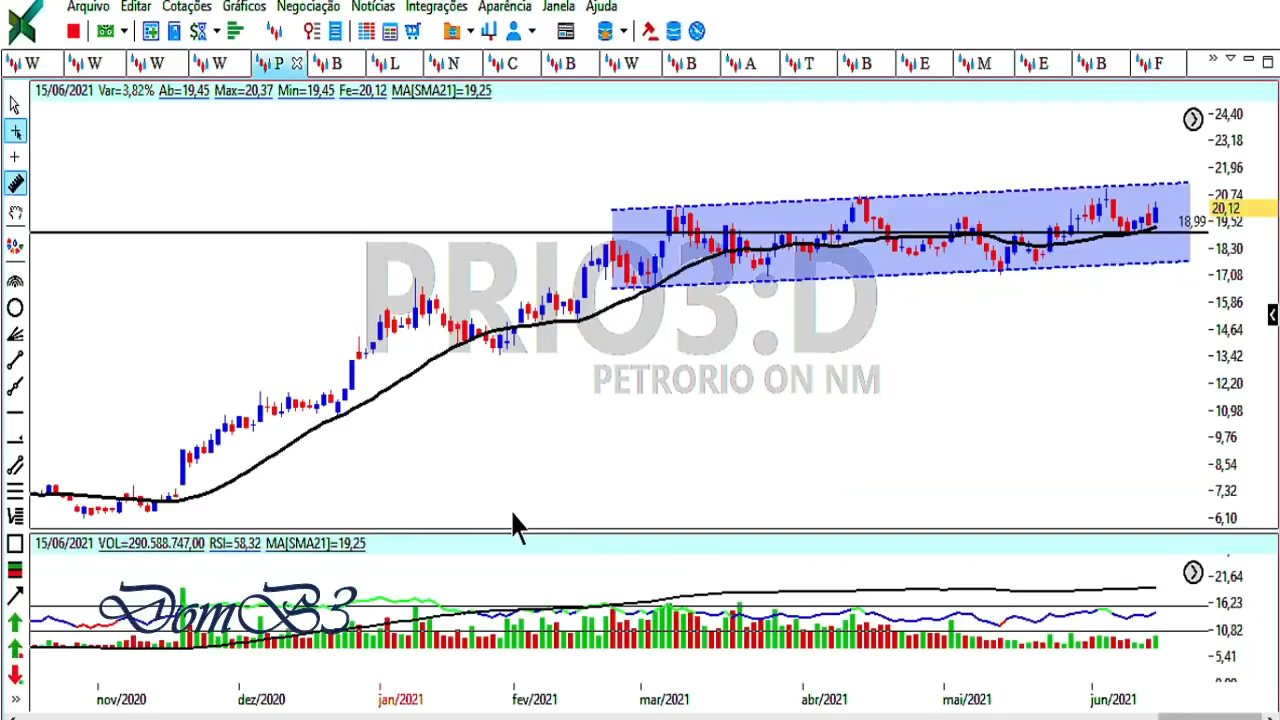 Arquivo Editar Cotações Gráficos Negociação Notícias Integrações Aparência Janela Ajuda
W W W W P B L N C B W B A T B E M E B F
15/06/2021 Var=3,82% Ab=19,45 Max=20,37 Min=19,45 Fe=20,12 MA[SMA21]=19,25
24,40
23,18
21,96
20,74
20,12
19,52
18,99
18,30
17,08
15,86
14,64
13,42
12,20
10,98
9,76
8,54
7,32
6,10
PRIO3:D
PETRORIO ON NM
15/06/2021 VOL=290.588.747,00 RSI=58,32 MA[SMA21]=19,25
21,64
16,23
10,82
5,41
DomB3
nov/2020 dez/2020 jan/2021 fev/2021 mar/2021 abr/2021 mai/2021 jun/2021